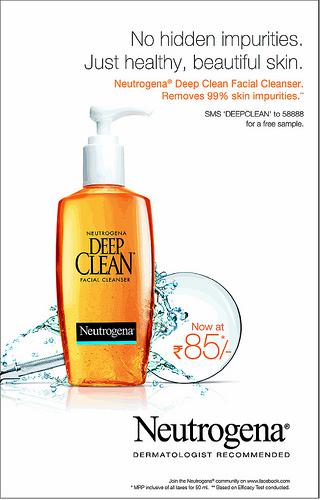 No hidden impurities.
Just healthy, beautiful skin.
Neutrogena® Deep Clean Facial Cleanser.
Removes 99% skin impurities.**
SMS 'DEEPCLEAN' to 58888
for a free sample.
NEUTROGENA
DEEP
CLEAN®
FACIAL CLEANSER
Neutrogena®
Now at
₹85/-*
Neutrogena®
DERMATOLOGIST RECOMMENDED
Join the Neutrogena® community on www.facebook.com
* MRP inclusive of all taxes for 50 ml. ** Based on Efficacy Test conducted.